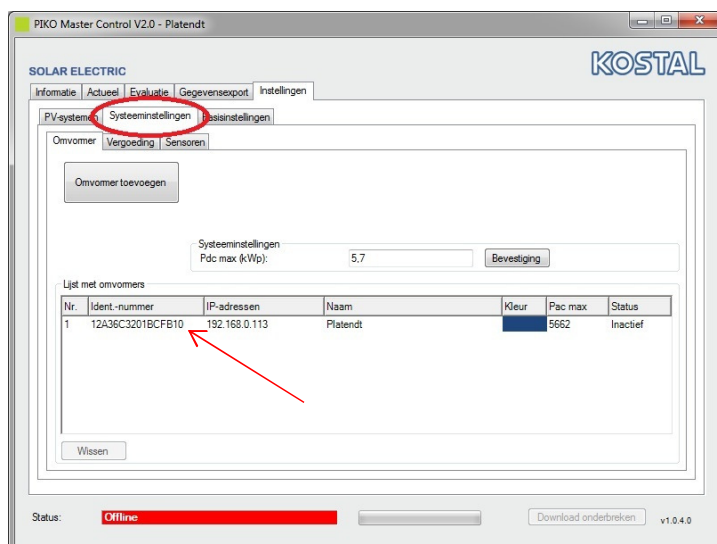 PIKO Master Control V2.0 - Platendt
SOLAR ELECTRIC
KOSTAL
Informatie Actueel Evaluatie Gegevensexport Instellingen
PV-systemen Systeeminstellingen Basisinstellingen
Omvormer Vergoeding Sensoren
Omvormer toevoegen
Systeeminstellingen
Pdc max (kWp): 5,7 Bevestiging
Lijst met omvormers
Nr. Ident.-nummer IP-adressen Naam Kleur Pac max Status
1 12A36C3201BCFB10 192.168.0.113 Platendt 5662 Inactief
Wissen
Status: Offline Download onderbreken v1.0.4.0